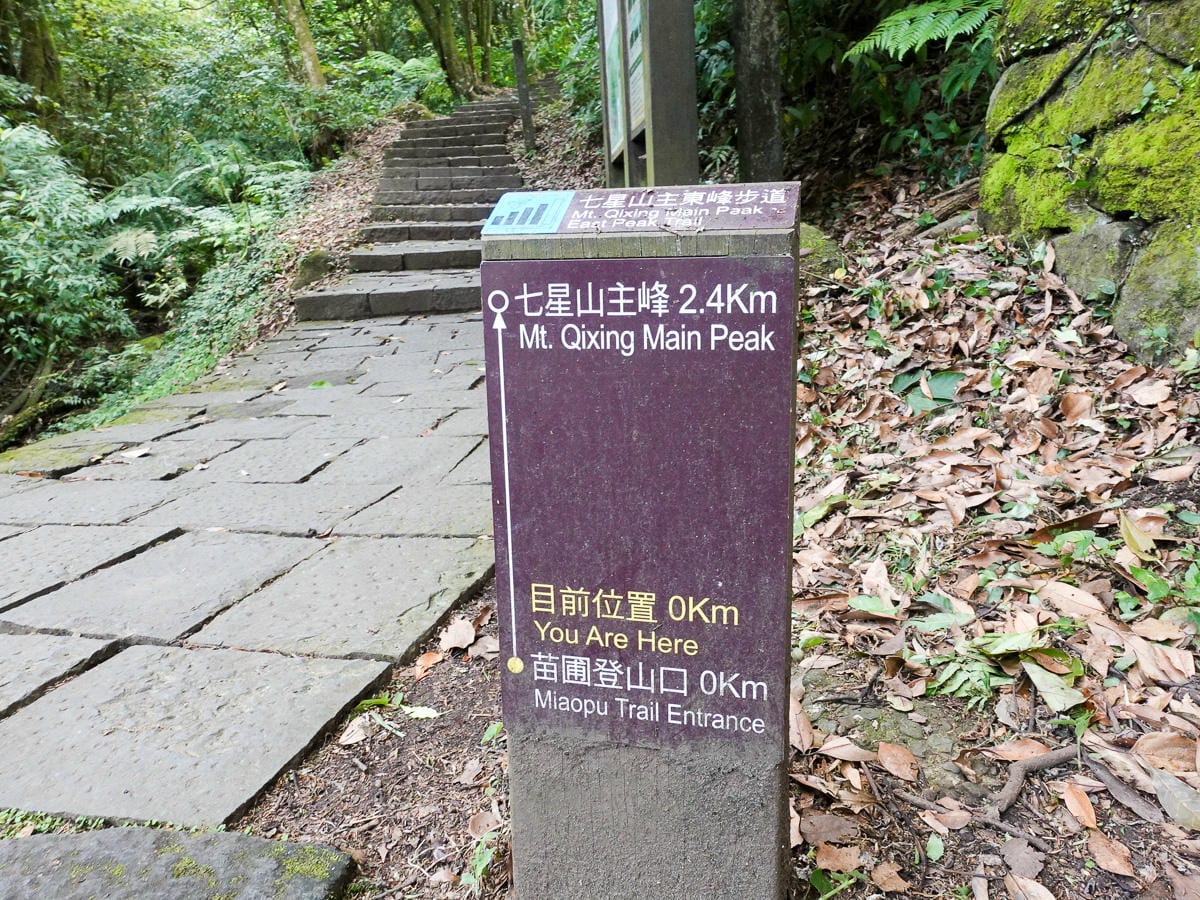 七星山主東峰步道
Mt. Qixing Main Paak
East Peak Trail
七星山主峰 2.4Km
Mt. Qixing Main Peak
目前位置 0Km
You Are Here
苗圃登山口 0Km
Miaopu Trail Entrance